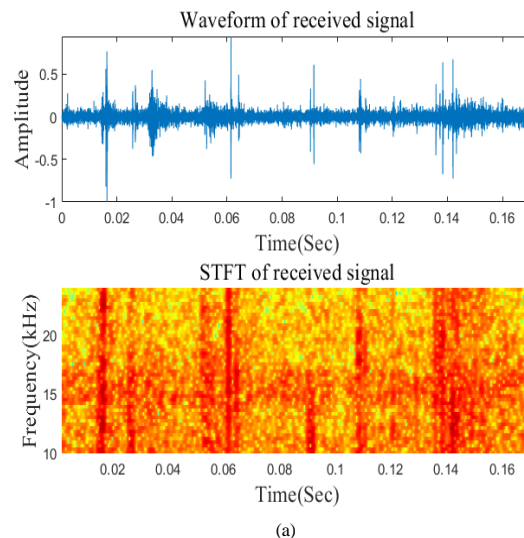 Waveform of received signal
Amplitude
0.5
0
-0.5
-1
0 0.02 0.04 0.06 0.08 0.1 0.12 0.14 0.16
Time(Sec)
STFT of received signal
Frequency(kHz)
20
15
10
0.02 0.04 0.06 0.08 0.1 0.12 0.14 0.16
Time(Sec)
(a)